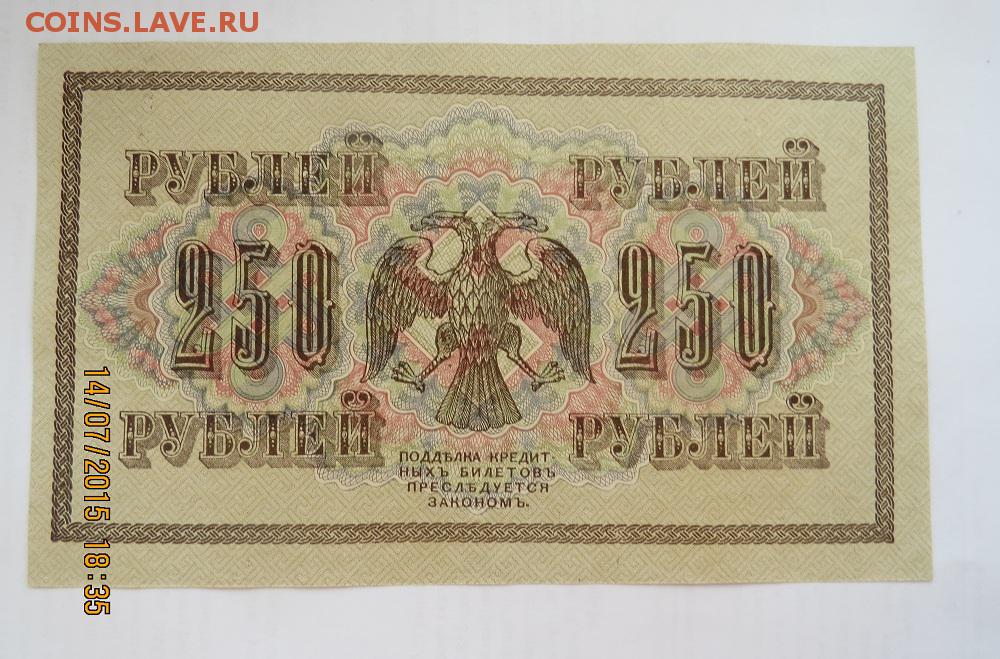 COINS.LAVE.RU
РУБЛЕЙ РУБЛЕЙ
250 250
РУБЛЕЙ РУБЛЕЙ
ПОДДѢЛКА КРЕДИТ
НЫХЪ БИЛЕТОВЪ
ПРЕСЛѢДУЕТСЯ
ЗАКОНОМЪ.
14/07/2015 18:35